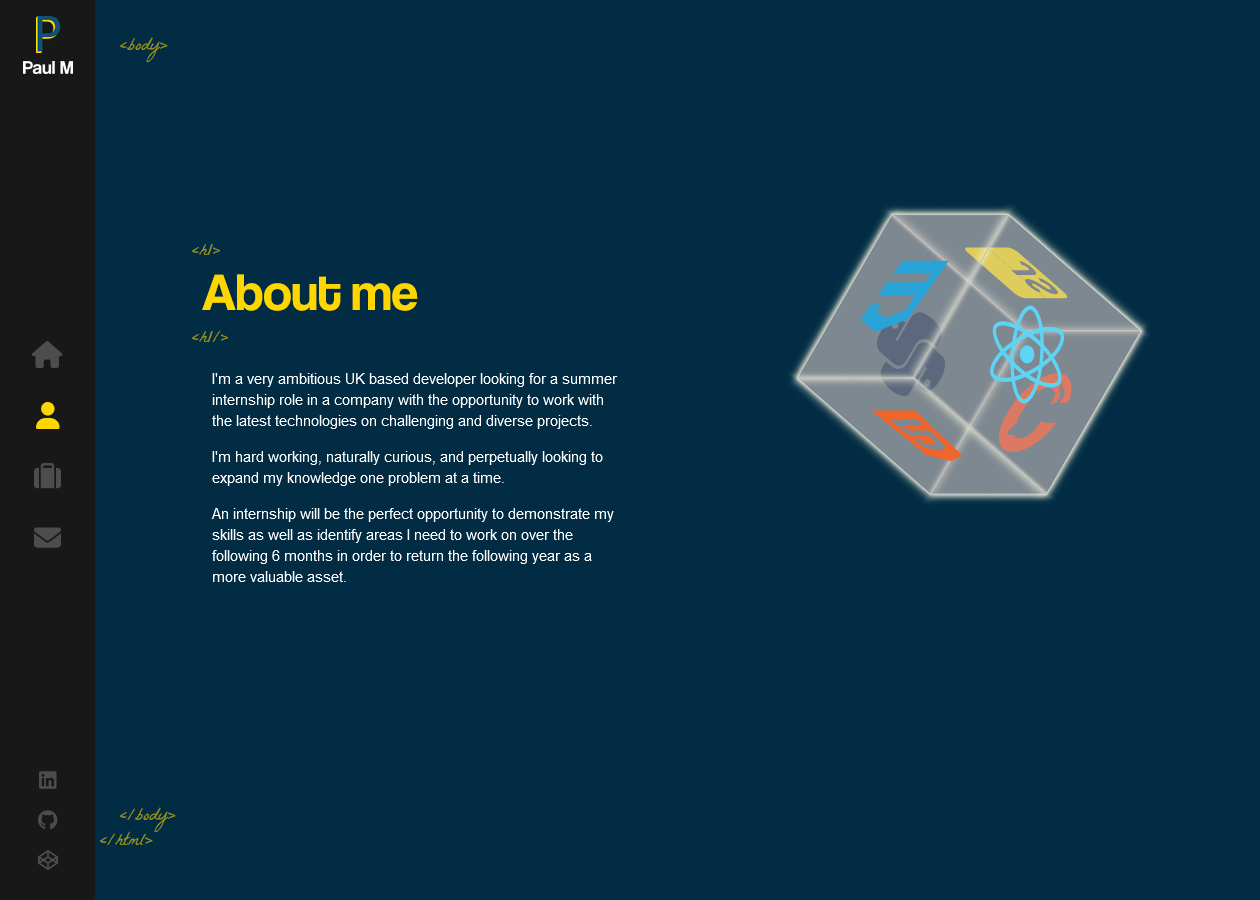 P
Paul M
<body>
<h1>
About me
<h1/>
I'm a very ambitious UK based developer looking for a summer
internship role in a company with the opportunity to work with
the latest technologies on challenging and diverse projects.
I'm hard working, naturally curious, and perpetually looking to
expand my knowledge one problem at a time.
An internship will be the perfect opportunity to demonstrate my
skills as well as identify areas I need to work on over the
following 6 months in order to return the following year as a
more valuable asset.
JS
in
</body>
</html>